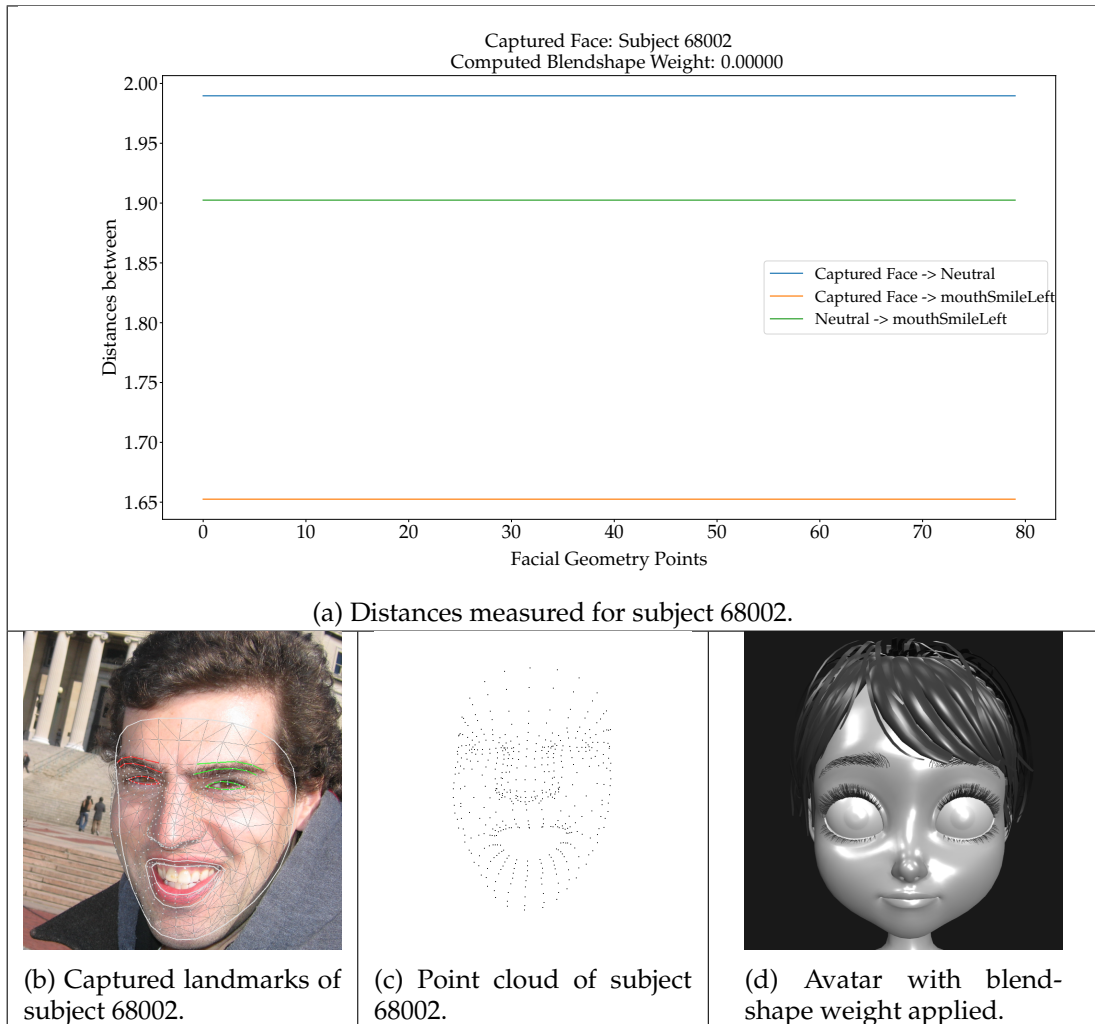 Captured Face: Subject 68002
Computed Blendshape Weight: 0.00000
2.00
1.95
1.90
1.85
1.80
1.75
1.70
1.65
Distances between
Captured Face -> Neutral
Captured Face -> mouthSmileLeft
Neutral -> mouthSmileLeft
0 10 20 30 40 50 60 70 80
Facial Geometry Points
(a) Distances measured for subject 68002.
(b) Captured landmarks of
subject 68002.
(c) Point cloud of subject
68002.
(d) Avatar with blend-
shape weight applied.